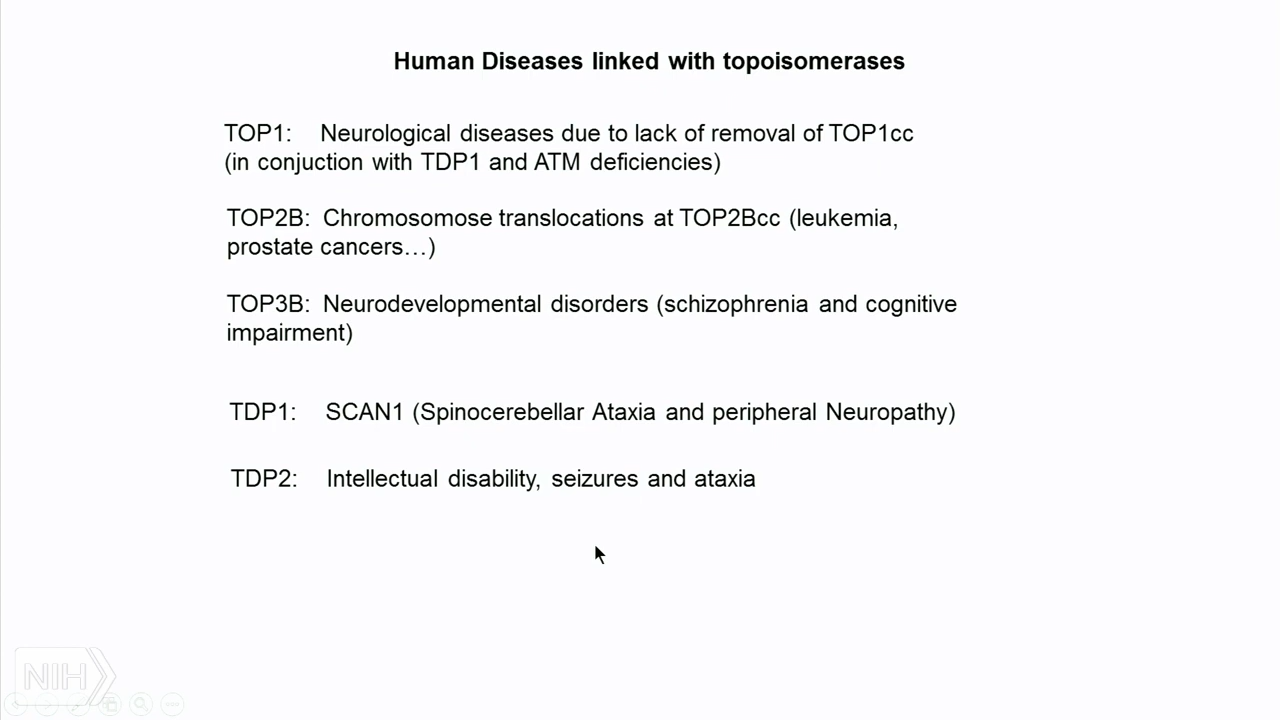 Human Diseases linked with topoisomerases
TOP1: Neurological diseases due to lack of removal of TOP1cc
(in conjuction with TDP1 and ATM deficiencies)
TOP2B: Chromosomose translocations at TOP2Bcc (leukemia,
prostate cancers…)
TOP3B: Neurodevelopmental disorders (schizophrenia and cognitive
impairment)
TDP1: SCAN1 (Spinocerebellar Ataxia and peripheral Neuropathy)
TDP2: Intellectual disability, seizures and ataxia
NIH